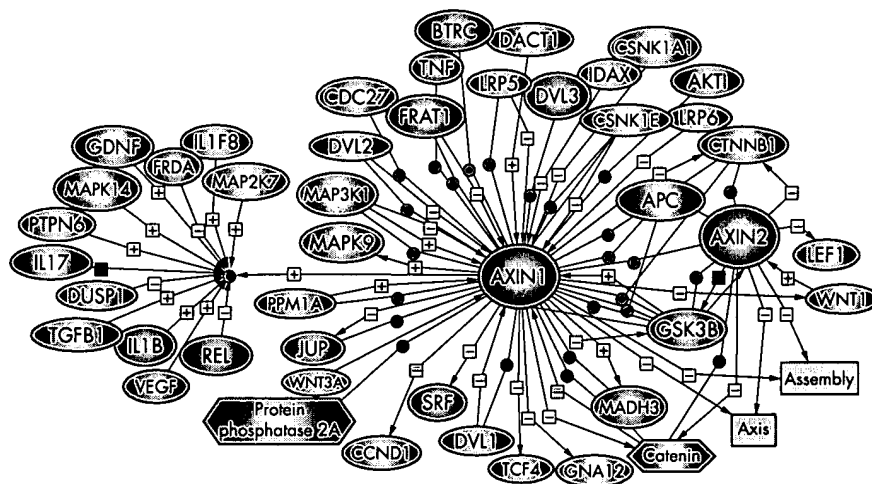 BTRC
DACT1
CSNK1A1
TNF
LRP5
IDAX
AKTI
CDC27
DVL3
FRAT1
CSNK1E
LRP6
GDNF
IL1F8
DVL2
CTNNB1
FRDA
MAPK14
MAP2K7
MAP3K1
APC
PTPN6
MAPK9
AXIN2
IL17
AXIN1
LEF1
DUSP1
PPM1A
WNT1
TGFB1
GSK3B
IL1B
REL
JUP
VEGF
WNT3A
Assembly
Protein
phosphatase 2A
SRF
MADH3
Axis
CCND1
DVL1
TCF4
GNA12
Catenin